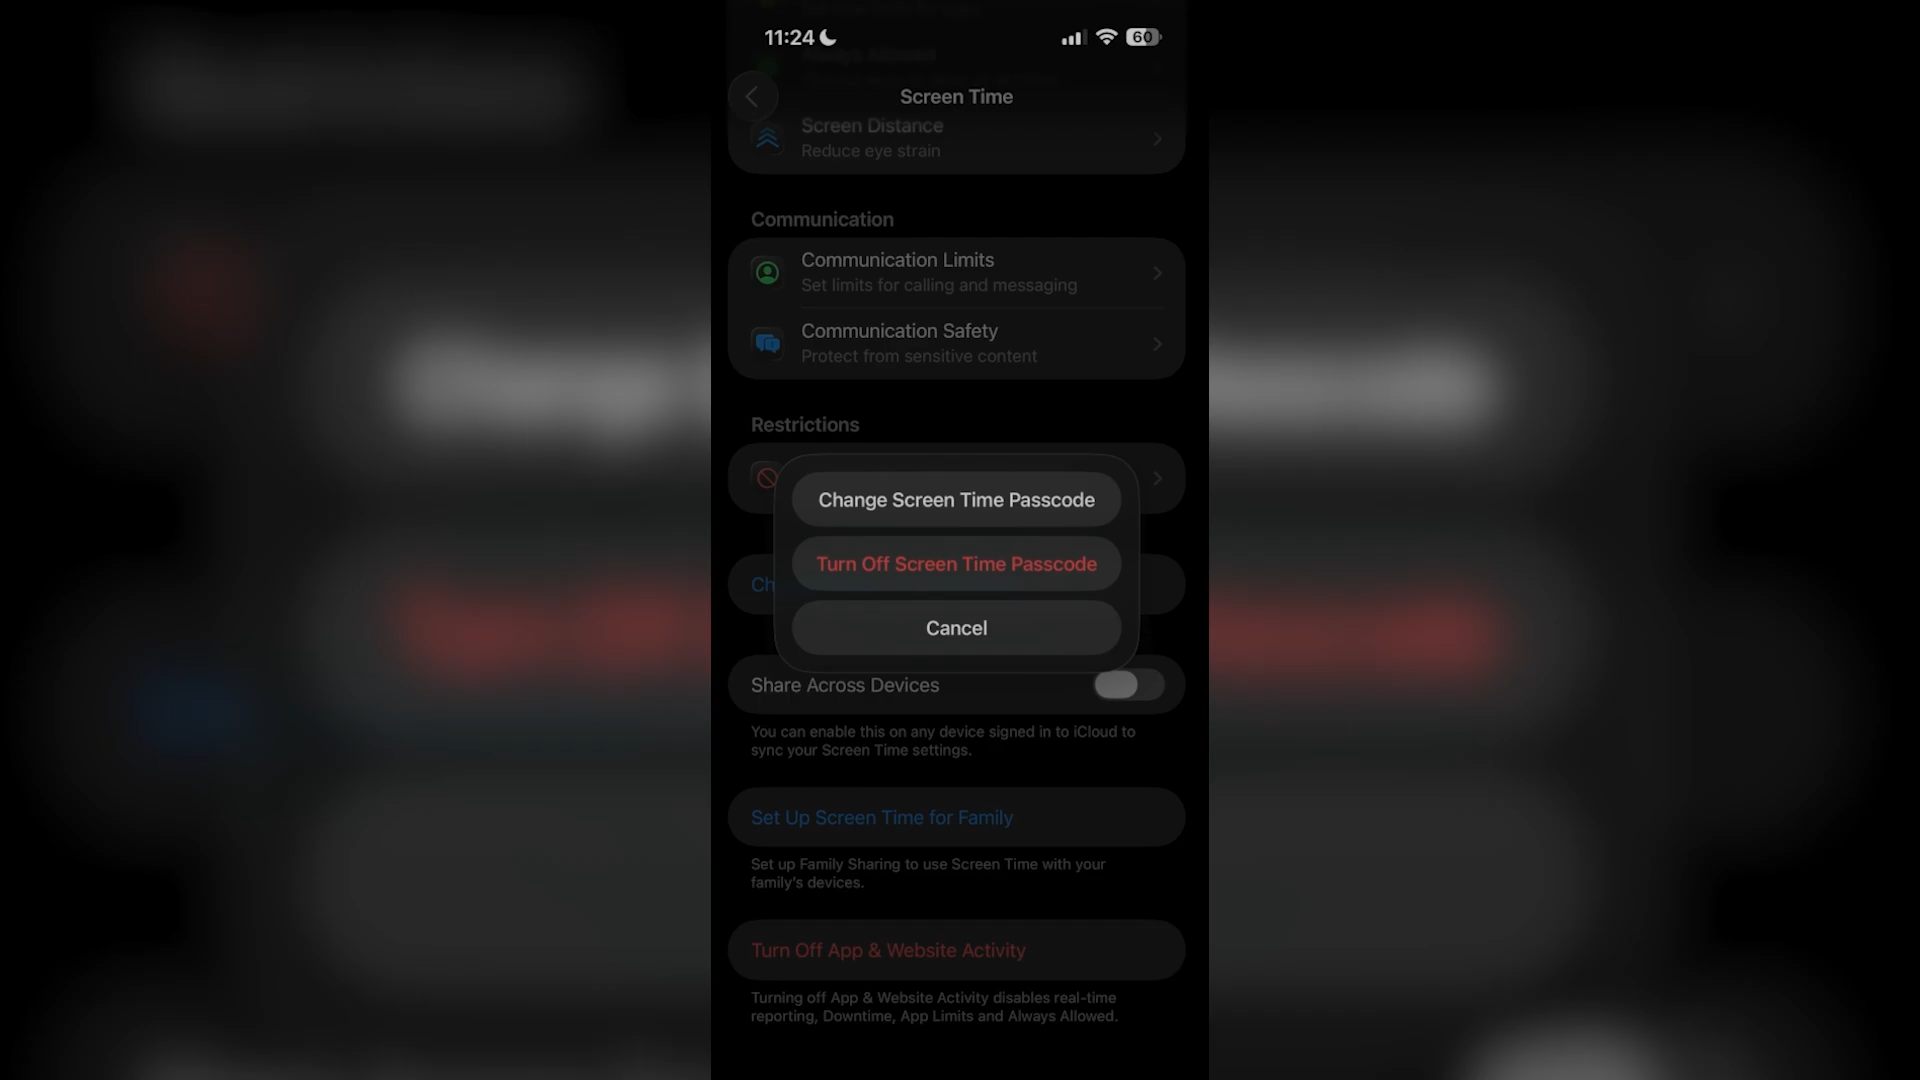 11:24
60
Screen Time
Screen Distance
Reduce eye strain
Communication
Communication Limits
Set limits for calling and messaging
Communication Safety
Protect from sensitive content
Restrictions
Change Screen Time Passcode
Turn Off Screen Time Passcode
Ch
Cancel
Share Across Devices
You can enable this on any device signed in to iCloud to
sync your Screen Time settings.
Set Up Screen Time for Family
Set up Family Sharing to use Screen Time with your
family's devices.
Turn Off App & Website Activity
Turning off App & Website Activity disables real-time
reporting, Downtime, App Limits and Always Allowed.